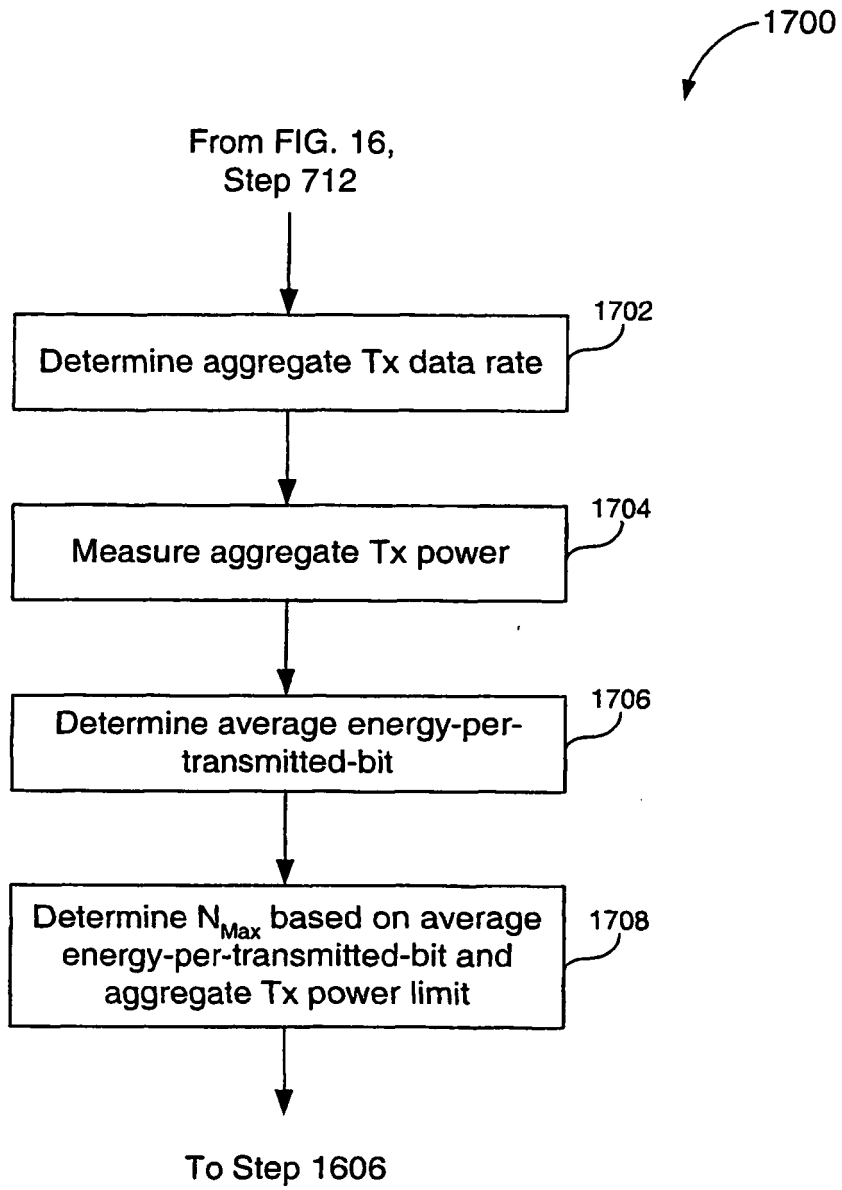 1700
From FIG. 16,
Step 712
1702
Determine aggregate Tx data rate
1704
Measure aggregate Tx power
1706
Determine average energy-per-
transmitted-bit
1708
Determine N_Max based on average
energy-per-transmitted-bit and
aggregate Tx power limit
To Step 1606